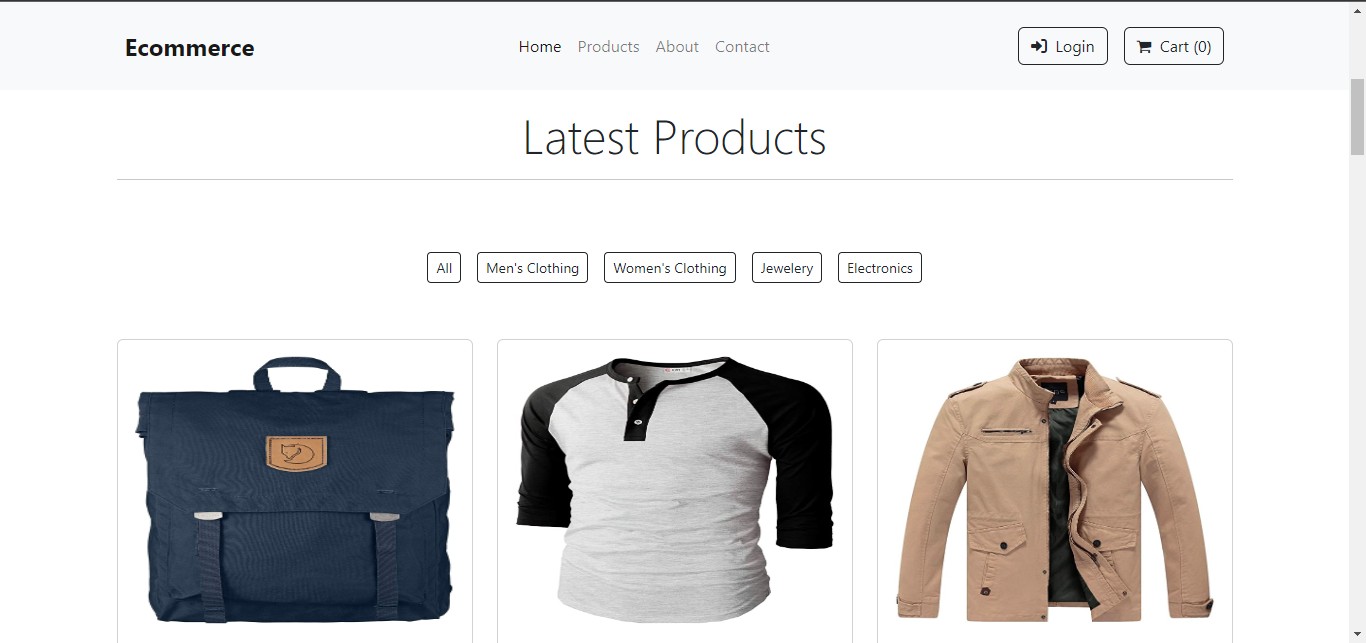 Ecommerce
Home Products About Contact
Login
Cart (0)
Latest Products
All
Men's Clothing
Women's Clothing
Jewelery
Electronics